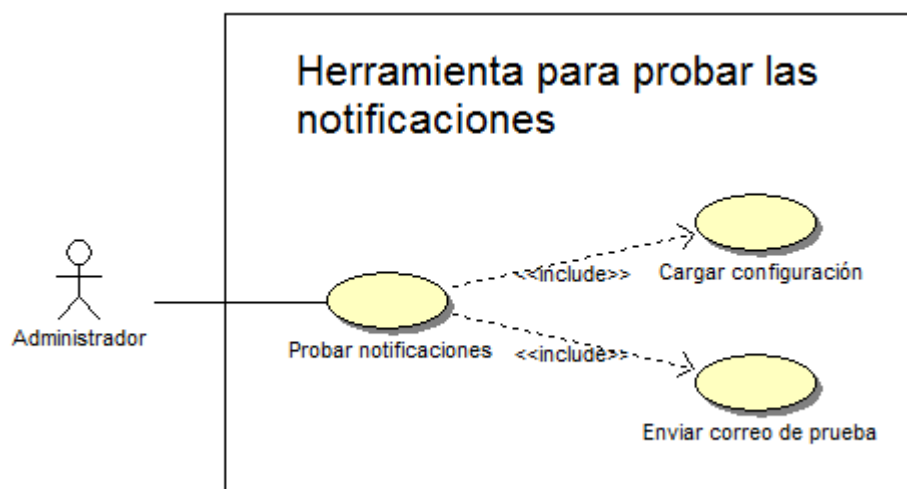 Herramienta para probar las
notificaciones
<<include>>
Cargar configuración
Administrador
Probar notificaciones
<<include>>
Enviar correo de prueba